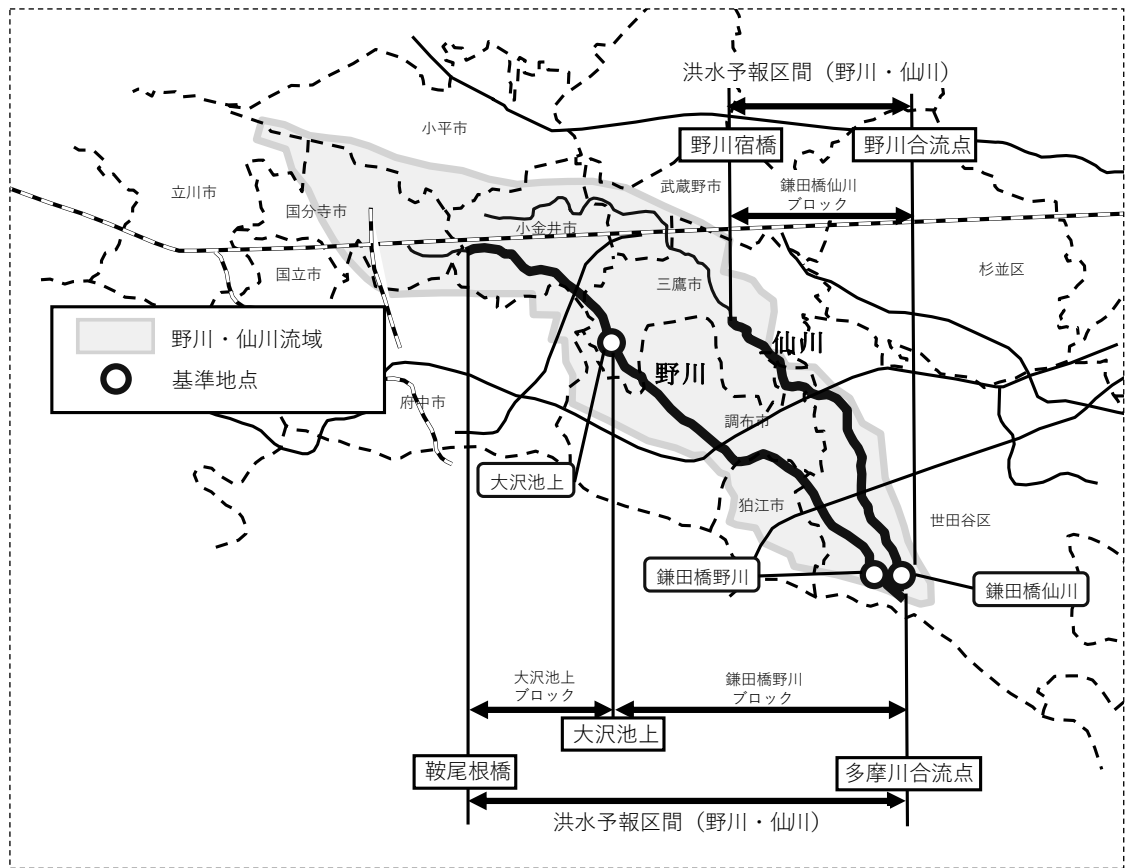 洪水予報区間(野川・仙川)
小平市
野川宿橋
野川合流点
立川市
武蔵野市
鎌田橋仙川
ブロック
国分寺市
小金井市
国立市
三鷹市
杉並区
野川・仙川流域
基準地点
仙川
野川
府中市
調布市
大沢池上
狛江市
世田谷区
鎌田橋野川
鎌田橋仙川
大沢池上
ブロック
鎌田橋野川
ブロック
大沢池上
鞍尾根橋
多摩川合流点
洪水予報区間(野川・仙川)